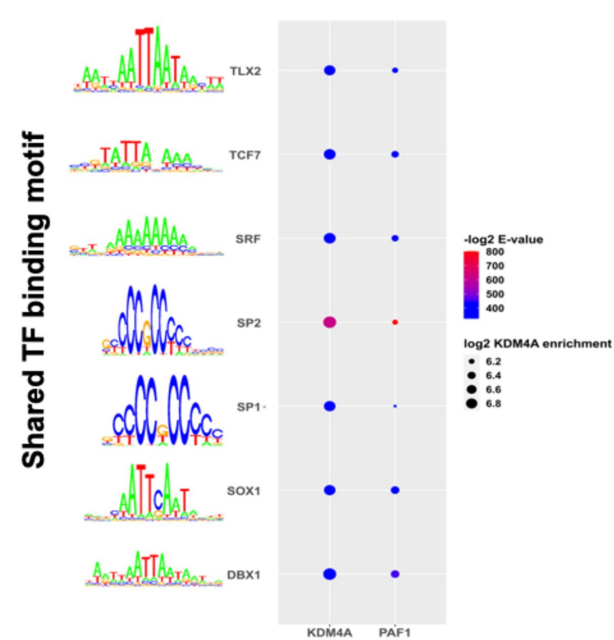 Shared TF binding motif
TLX2
TCF7
SRF
SP2
SP1
SOX1
DBX1
KDM4A PAF1
-log2 E-value
800
700
600
500
400
log2 KDM4A enrichment
6.2
6.4
6.6
6.8